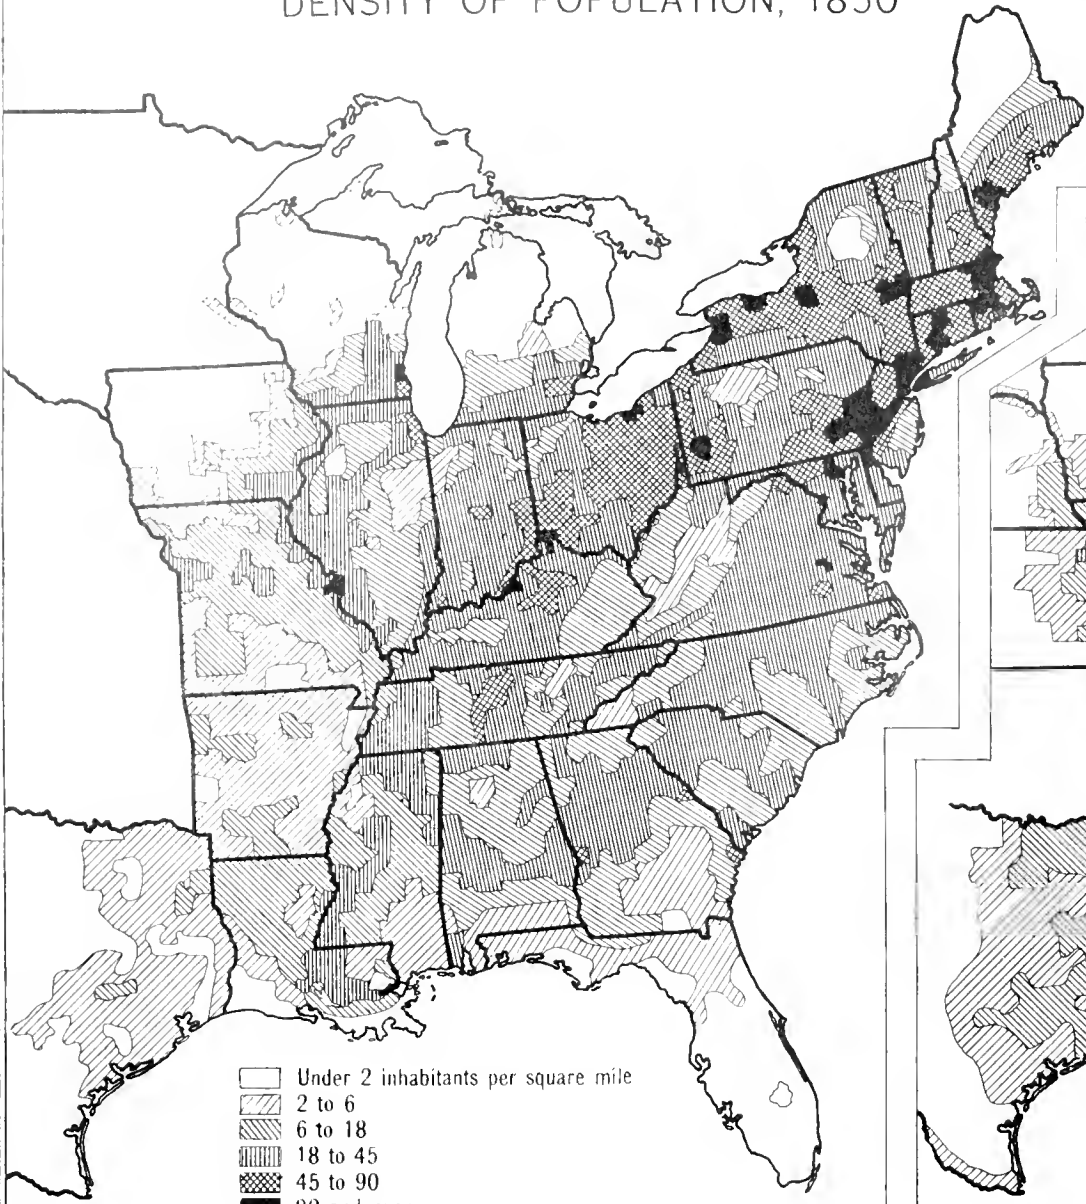 DENSITY OF POPULATION, 1850
Under 2 inhabitants per square mile
2 to 6
6 to 18
18 to 45
45 to 90